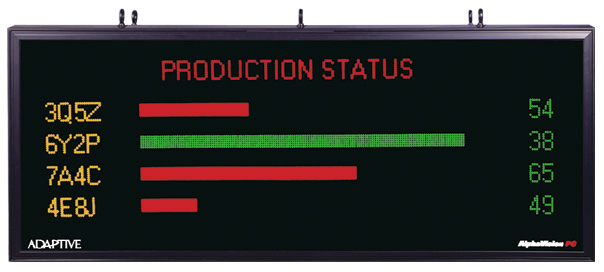 PRODUCTION STATUS
3Q5Z 54
6Y2P 38
7A4C 65
4E8J 49
ADAPTIVE AlphaVision PC